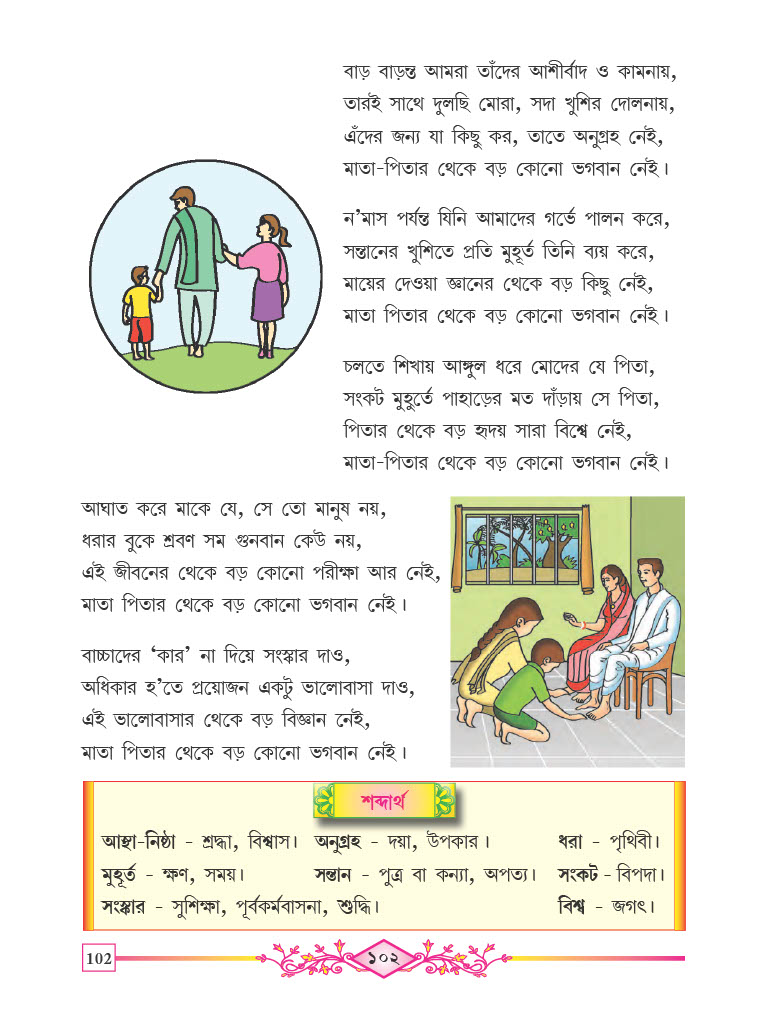 বাড় বাড়ন্ত আমরা তাঁদের আশীর্বাদ ও কামনায়,
তারই সাথে দুলছি মোরা, সদা খুশির দোলনায়,
এঁদের জন্য যা কিছু কর, তাতে অনুগ্রহ নেই,
মাতা-পিতার থেকে বড় কোনো ভগবান নেই।
ন’মাস পর্যন্ত যিনি আমাদের গর্ভে পালন করে,
সন্তানের খুশিতে প্রতি মুহূর্ত তিনি ব্যয় করে,
মায়ের দেওয়া জ্ঞানের থেকে বড় কিছু নেই,
মাতা পিতার থেকে বড় কোনো ভগবান নেই।
চলতে শিখায় আঙ্গুল ধরে মোদের যে পিতা,
সংকট মুহুর্তে পাহাড়ের মত দাঁড়ায় সে পিতা,
পিতার থেকে বড় হৃদয় সারা বিশ্বে নেই,
মাতা-পিতার থেকে বড় কোনো ভগবান নেই।
আঘাত করে মাকে যে, সে তো মানুষ নয়,
ধরার বুকে শ্রবণ সম গুনবান কেউ নয়,
এই জীবনের থেকে বড় কোনো পরীক্ষা আর নেই,
মাতা পিতার থেকে বড় কোনো ভগবান নেই।
বাচ্চাদের ‘কার’ না দিয়ে সংস্কার দাও,
অধিকার হ’তে প্রয়োজন একটু ভালোবাসা দাও,
এই ভালোবাসার থেকে বড় বিজ্ঞান নেই,
মাতা পিতার থেকে বড় কোনো ভগবান নেই।
শব্দার্থ
আস্থা-নিষ্ঠা - শ্রদ্ধা, বিশ্বাস। অনুগ্রহ - দয়া, উপকার। ধরা - পৃথিবী।
মুহূর্ত - ক্ষণ, সময়। সন্তান - পুত্র বা কন্যা, অপত্য। সংকট - বিপদা।
সংস্কার - সুশিক্ষা, পূর্বকর্মবাসনা, শুদ্ধি। বিশ্ব - জগৎ।
102 ১০২